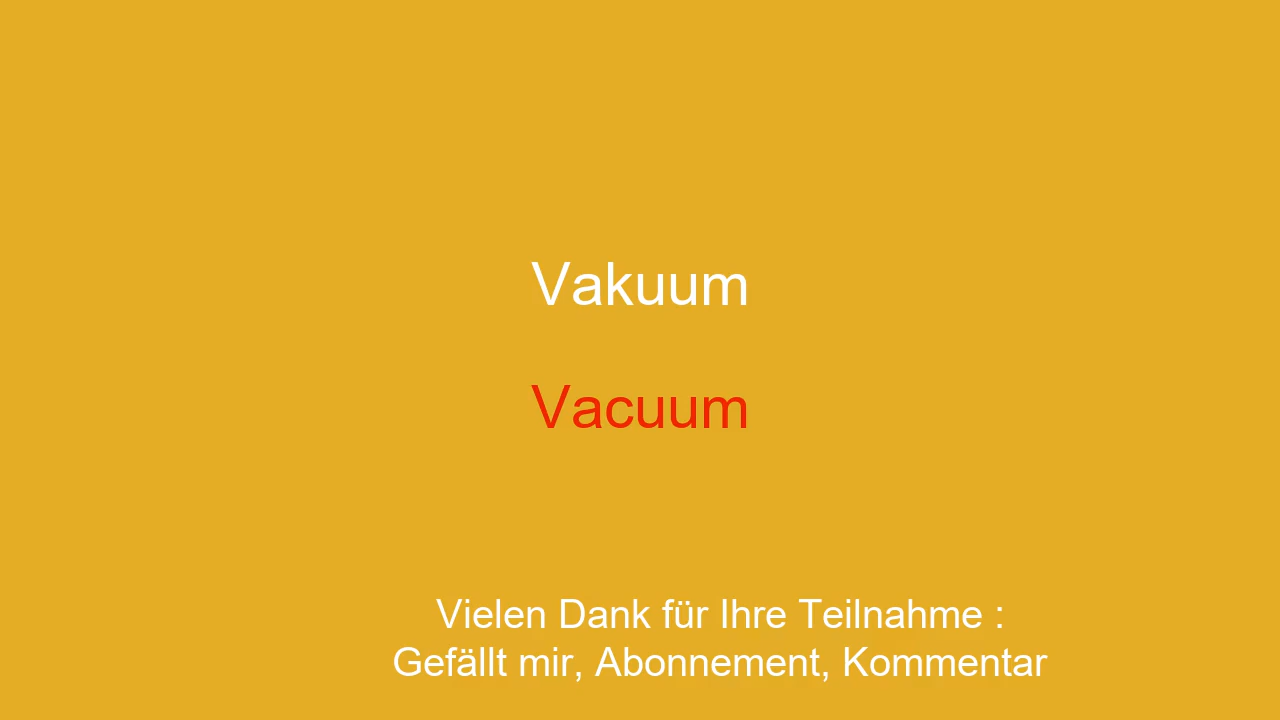 Vakuum
Vacuum
Vielen Dank für Ihre Teilnahme :
Gefällt mir, Abonnement, Kommentar